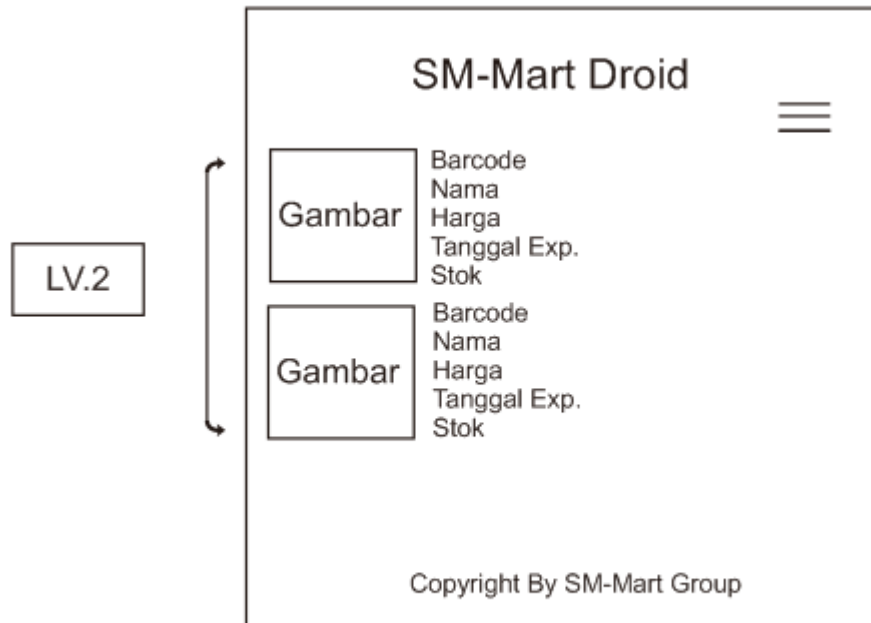 SM-Mart Droid
LV.2
Gambar
Barcode
Nama
Harga
Tanggal Exp.
Stok
Gambar
Barcode
Nama
Harga
Tanggal Exp.
Stok
Copyright By SM-Mart Group